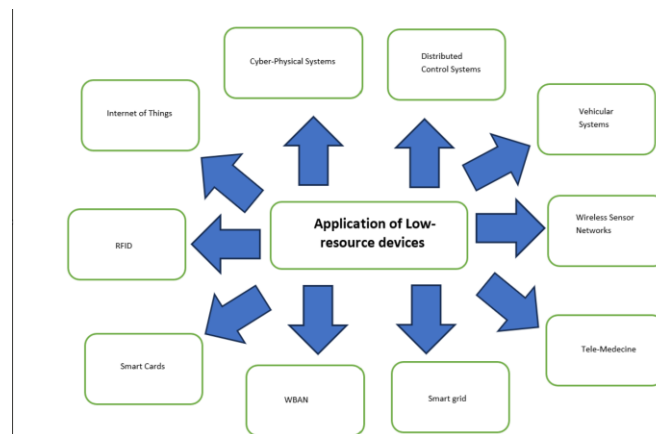 Cyber-Physical Systems
Distributed
Control Systems
Internet of Things
Vehicular
Systems
Application of Low-
resource devices
RFID
Wireless Sensor
Networks
Smart Cards
WBAN
Smart grid
Tele-Medecine